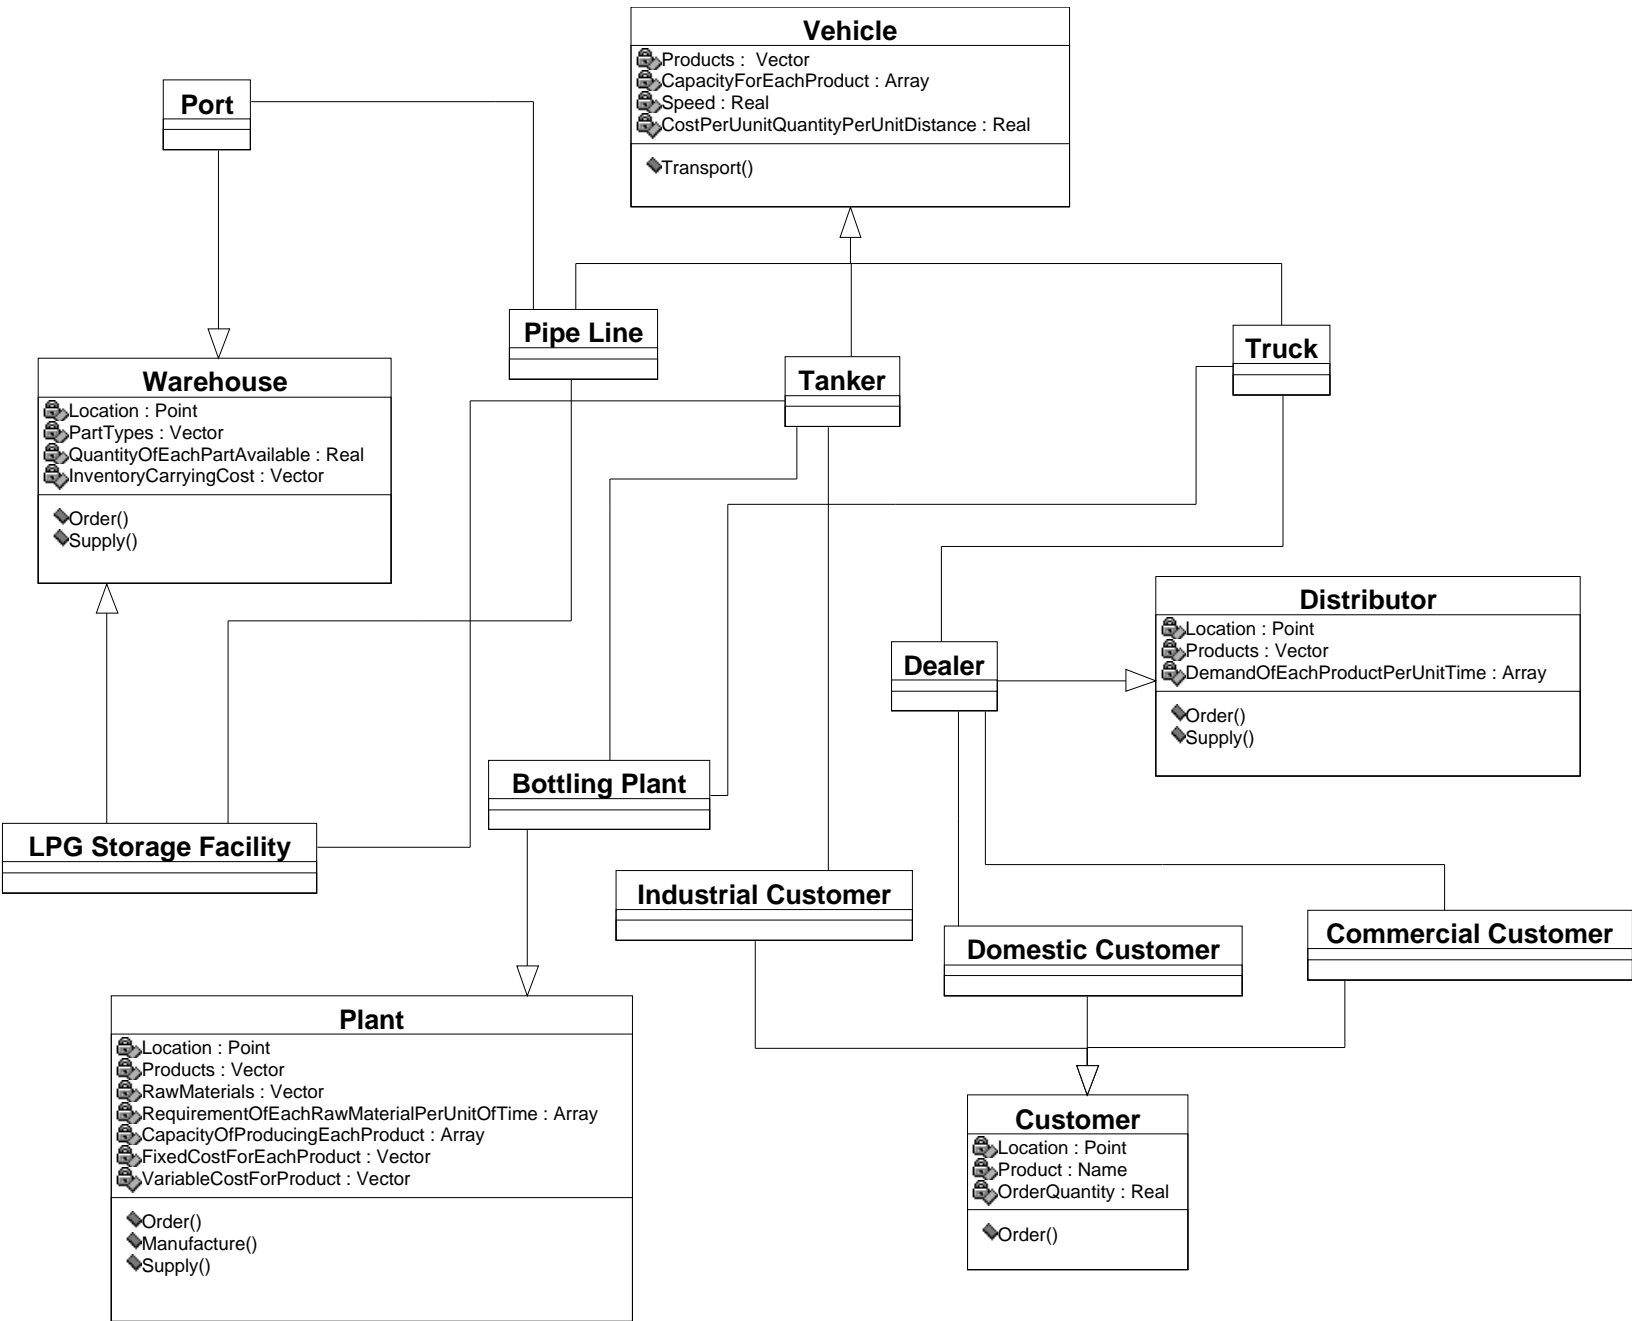 Vehicle
Products :  Vector
CapacityForEachProduct : Array
Speed : Real
CostPerUunitQuantityPerUnitDistance : Real
Transport()
Port
Pipe Line
Truck
Tanker
Warehouse
Location : Point
PartTypes : Vector
QuantityOfEachPartAvailable : Real
InventoryCarryingCost : Vector
Order()
Supply()
Distributor
Location : Point
Products : Vector
DemandOfEachProductPerUnitTime : Array
Order()
Supply()
Dealer
Bottling Plant
LPG Storage Facility
Industrial Customer
Domestic Customer
Commercial Customer
Plant
Location : Point
Products : Vector
RawMaterials : Vector
RequirementOfEachRawMaterialPerUnitOfTime : Array
CapacityOfProducingEachProduct : Array
FixedCostForEachProduct : Vector
VariableCostForProduct : Vector
Order()
Manufacture()
Supply()
Customer
Location : Point
Product : Name
OrderQuantity : Real
Order()